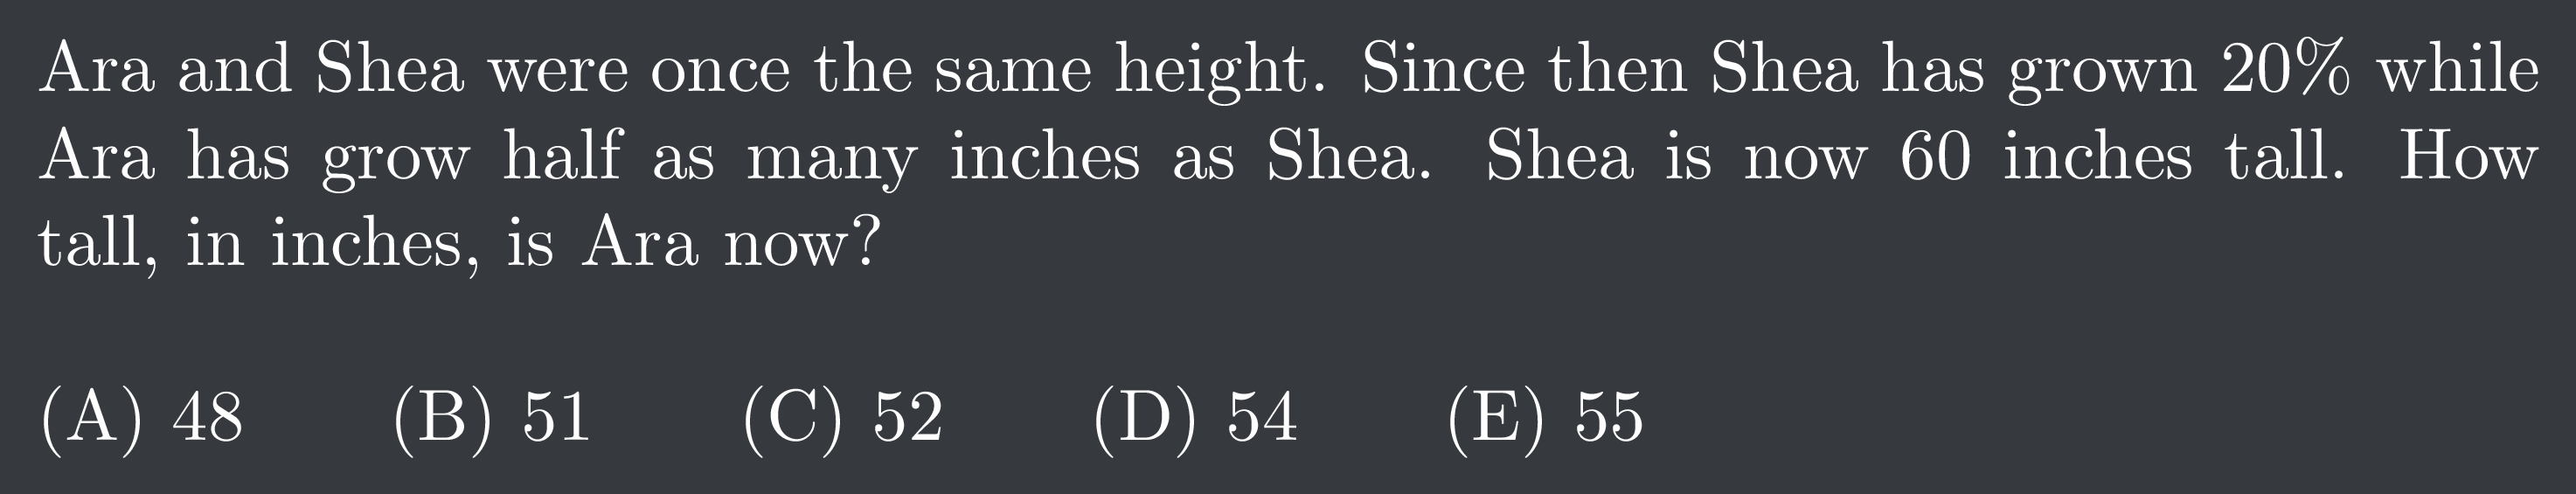 Ara and Shea were once the same height. Since then Shea has grown 20% while
Ara has grow half as many inches as Shea. Shea is now 60 inches tall. How
tall, in inches, is Ara now?
(A) 48 (B) 51 (C) 52 (D) 54 (E) 55